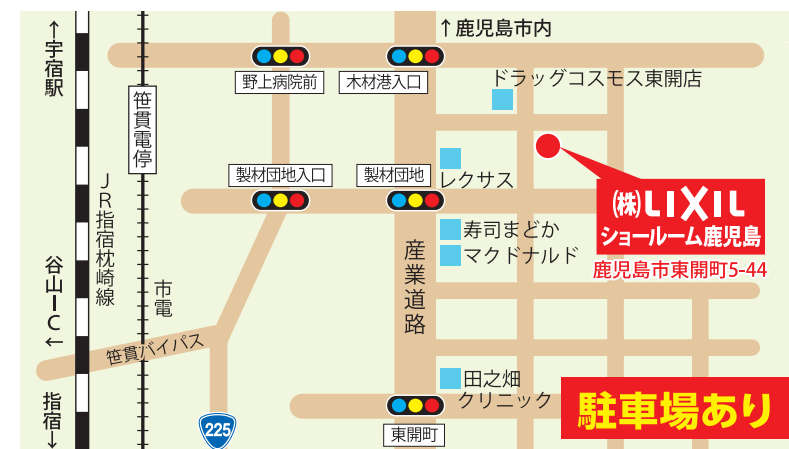 ↑宇宿駅
↑鹿児島市内
野上病院前
木材港入口
ドラッグコスモス東開店
笹貫電停
製材団地入口
製材団地
レクサス
(株)LIXIL
ショールーム鹿児島
鹿児島市東開町5-44
JR指宿枕崎線
寿司まどか
マクドナルド
産業道路
市電
谷山IC←
笹貫バイパス
田之畑
クリニック
駐車場あり
指宿↓
225
東開町